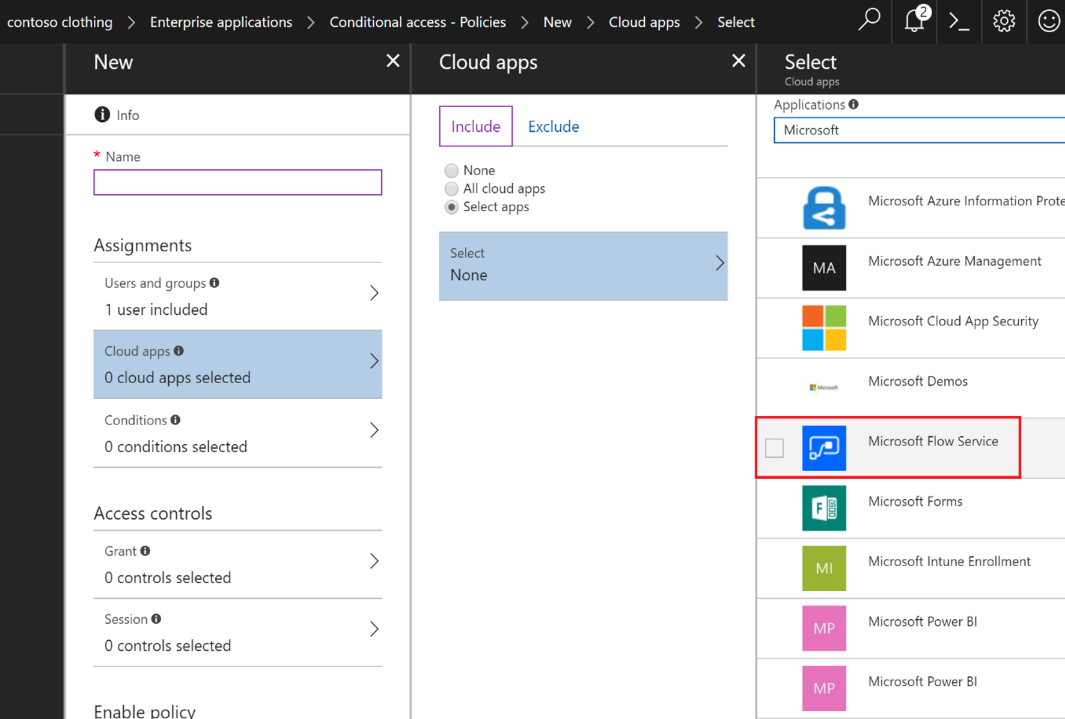 contoso clothing > Enterprise applications > Conditional access - Policies > New > Cloud apps > Select
2
New
Info
* Name
Assignments
Users and groups
1 user included
Cloud apps
0 cloud apps selected
Conditions
0 conditions selected
Access controls
Grant
0 controls selected
Session
0 controls selected
Enable policy
Cloud apps
Include Exclude
None
All cloud apps
Select apps
Select
None
Select
Cloud apps
Applications
Microsoft
Microsoft Azure Information Prote
MA Microsoft Azure Management
Microsoft Cloud App Security
Microsoft Microsoft Demos
Microsoft Flow Service
F Microsoft Forms
MI Microsoft Intune Enrollment
MP Microsoft Power BI
MP Microsoft Power BI